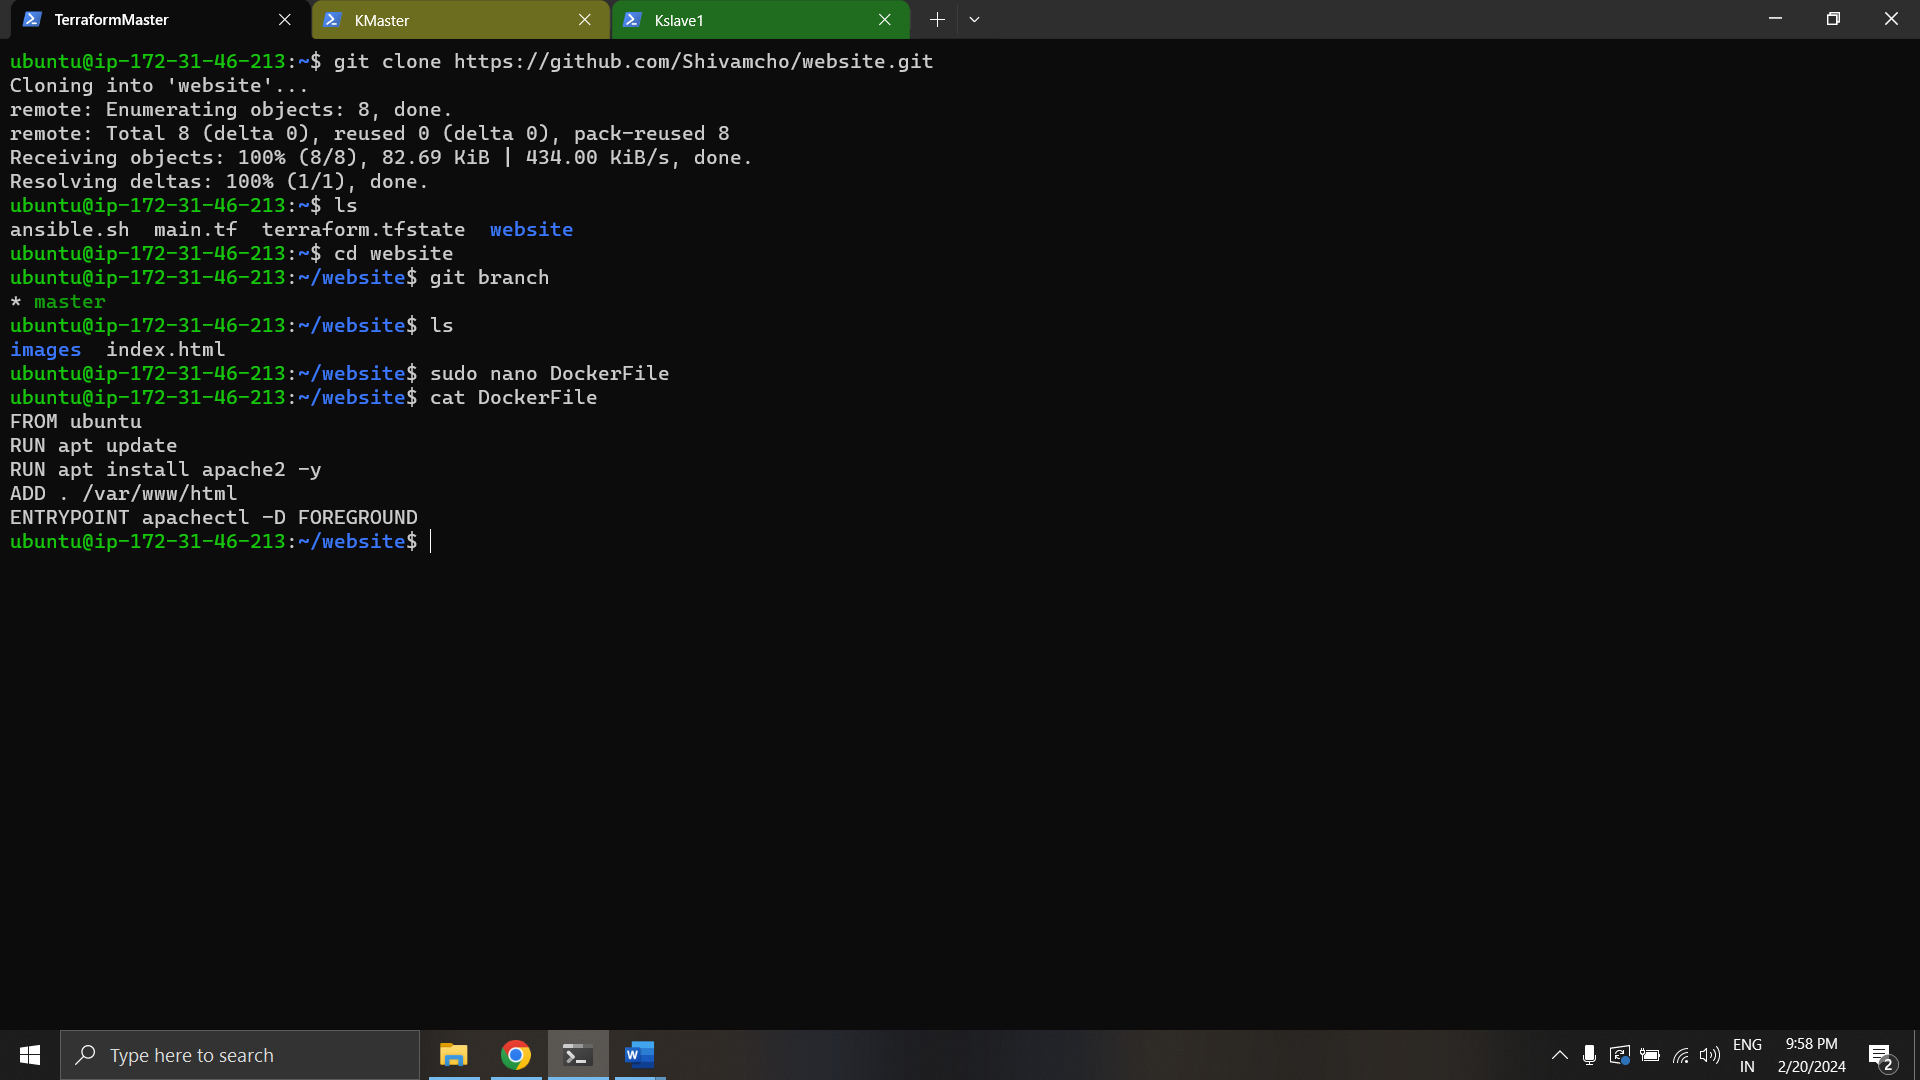 TerraformMaster
KMaster
Kslave1
ubuntu@ip-172-31-46-213:~$ git clone https://github.com/Shivamcho/website.git
Cloning into 'website'...
remote: Enumerating objects: 8, done.
remote: Total 8 (delta 0), reused 0 (delta 0), pack-reused 8
Receiving objects: 100% (8/8), 82.69 KiB | 434.00 KiB/s, done.
Resolving deltas: 100% (1/1), done.
ubuntu@ip-172-31-46-213:~$ ls
ansible.sh  main.tf  terraform.tfstate  website
ubuntu@ip-172-31-46-213:~$ cd website
ubuntu@ip-172-31-46-213:~/website$ git branch
* master
ubuntu@ip-172-31-46-213:~/website$ ls
images  index.html
ubuntu@ip-172-31-46-213:~/website$ sudo nano DockerFile
ubuntu@ip-172-31-46-213:~/website$ cat DockerFile
FROM ubuntu
RUN apt update
RUN apt install apache2 -y
ADD . /var/www/html
ENTRYPOINT apachectl -D FOREGROUND
ubuntu@ip-172-31-46-213:~/website$
Type here to search
W
ENG
IN
9:58 PM
2/20/2024
2